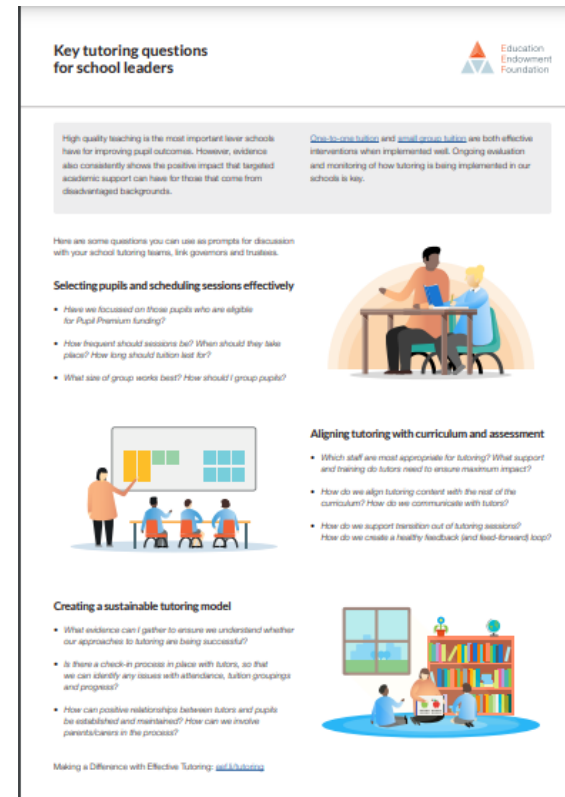 Key tutoring questions
for school leaders
Education
Endowment
Foundation
High quality teaching is the most important lever schools
have for improving pupil outcomes. However, evidence
also consistently shows the positive impact that targeted
academic support can have for those that come from
disadvantaged backgrounds.
One-to-one tuition and small group tuition are both effective
interventions when implemented well. Ongoing evaluation
and monitoring of how tutoring is being implemented in our
schools is key.
Here are some questions you can use as prompts for discussion
with your school tutoring teams, link governors and trustees.
Selecting pupils and scheduling sessions effectively
• Have we focussed on those pupils who are eligible
for Pupil Premium funding?
• How frequent should sessions be? When should they take
place? How long should tuition last for?
• What size of group works best? How should I group pupils?
Aligning tutoring with curriculum and assessment
• Which staff are most appropriate for tutoring? What support
and training do tutors need to ensure maximum impact?
• How do we align tutoring content with the rest of the
curriculum? How do we communicate with tutors?
• How do we support transition out of tutoring sessions?
How do we create a healthy feedback (and feed-forward) loop?
Creating a sustainable tutoring model
• What evidence can I gather to ensure we understand whether
our approaches to tutoring are being successful?
• Is there a check-in process in place with tutors, so that
we can identify any issues with attendance, tuition groupings
and progress?
• How can positive relationships between tutors and pupils
be established and maintained? How can we involve
parents/carers in the process?
Making a Difference with Effective Tutoring: eef.li/tutoring